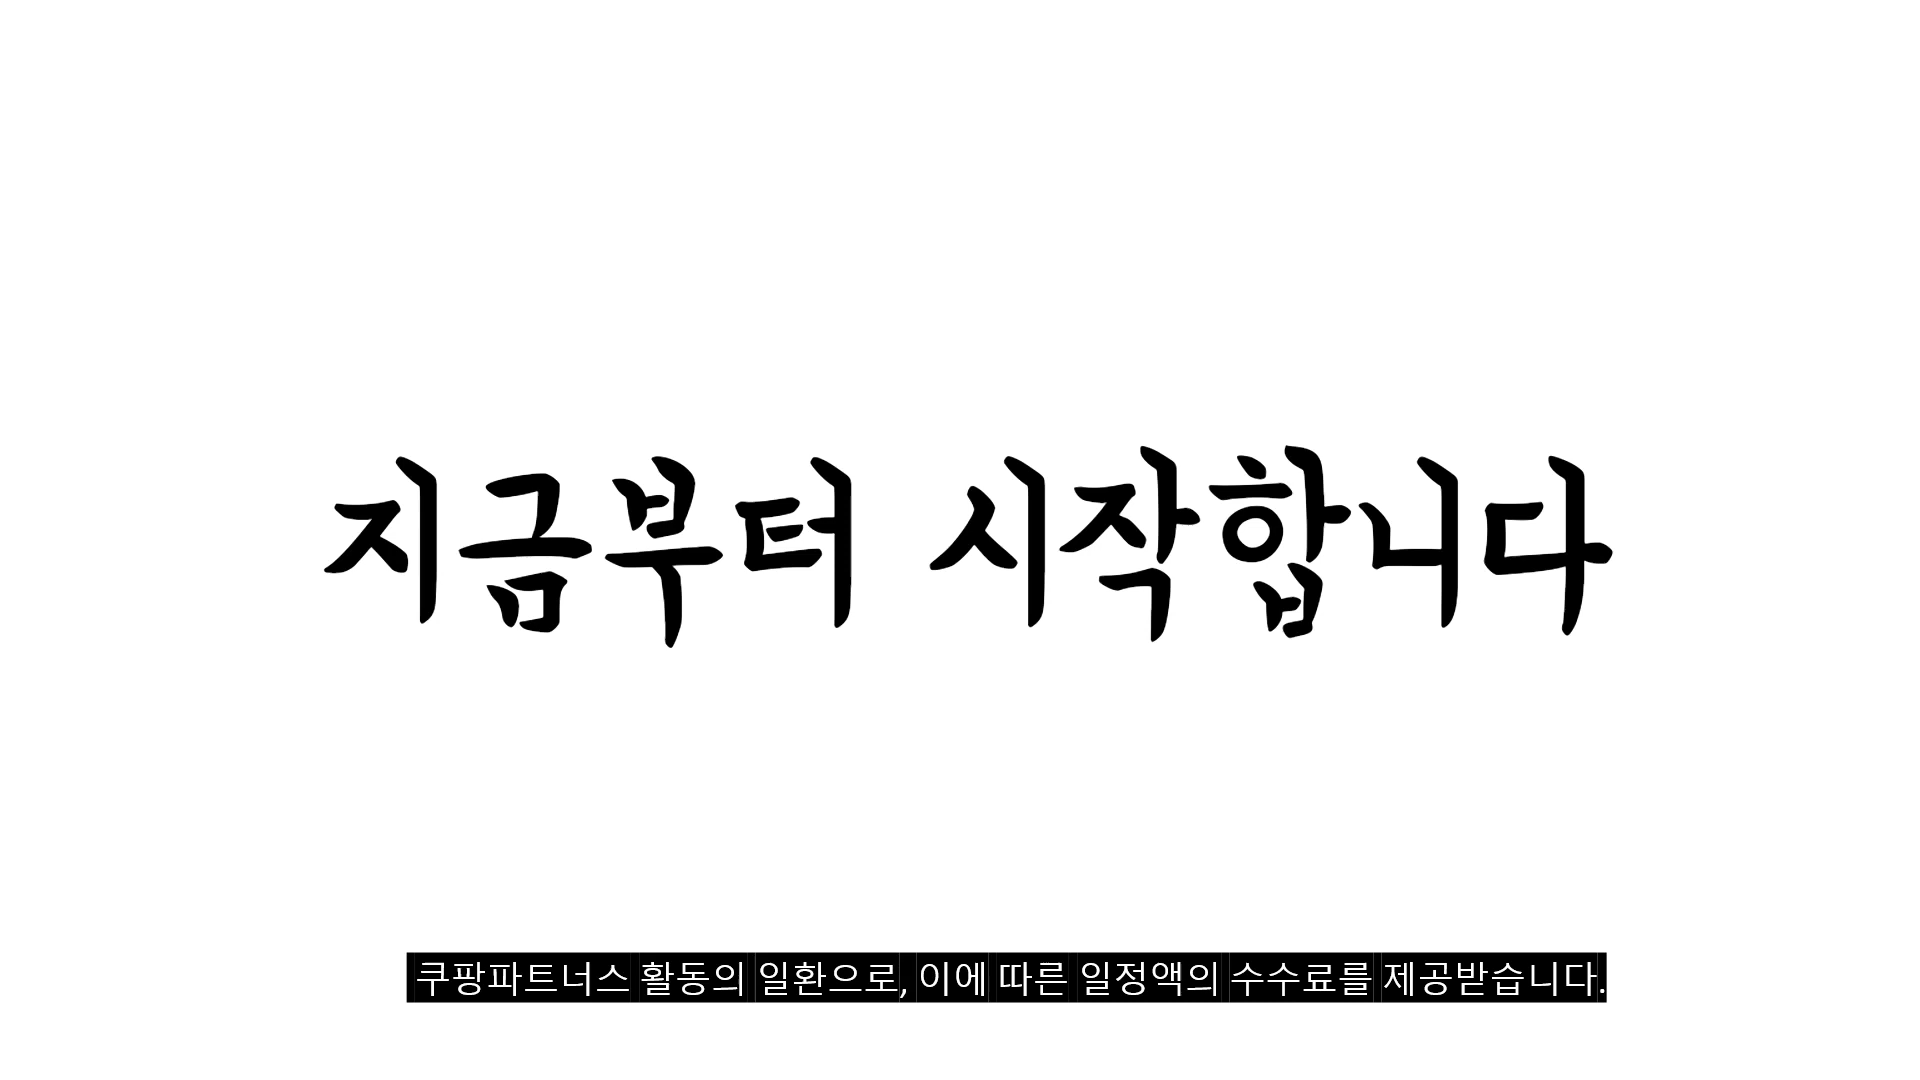 지금부터 시작합니다
쿠팡파트너스 활동의 일환으로, 이에 따른 일정액의 수수료를 제공받습니다.